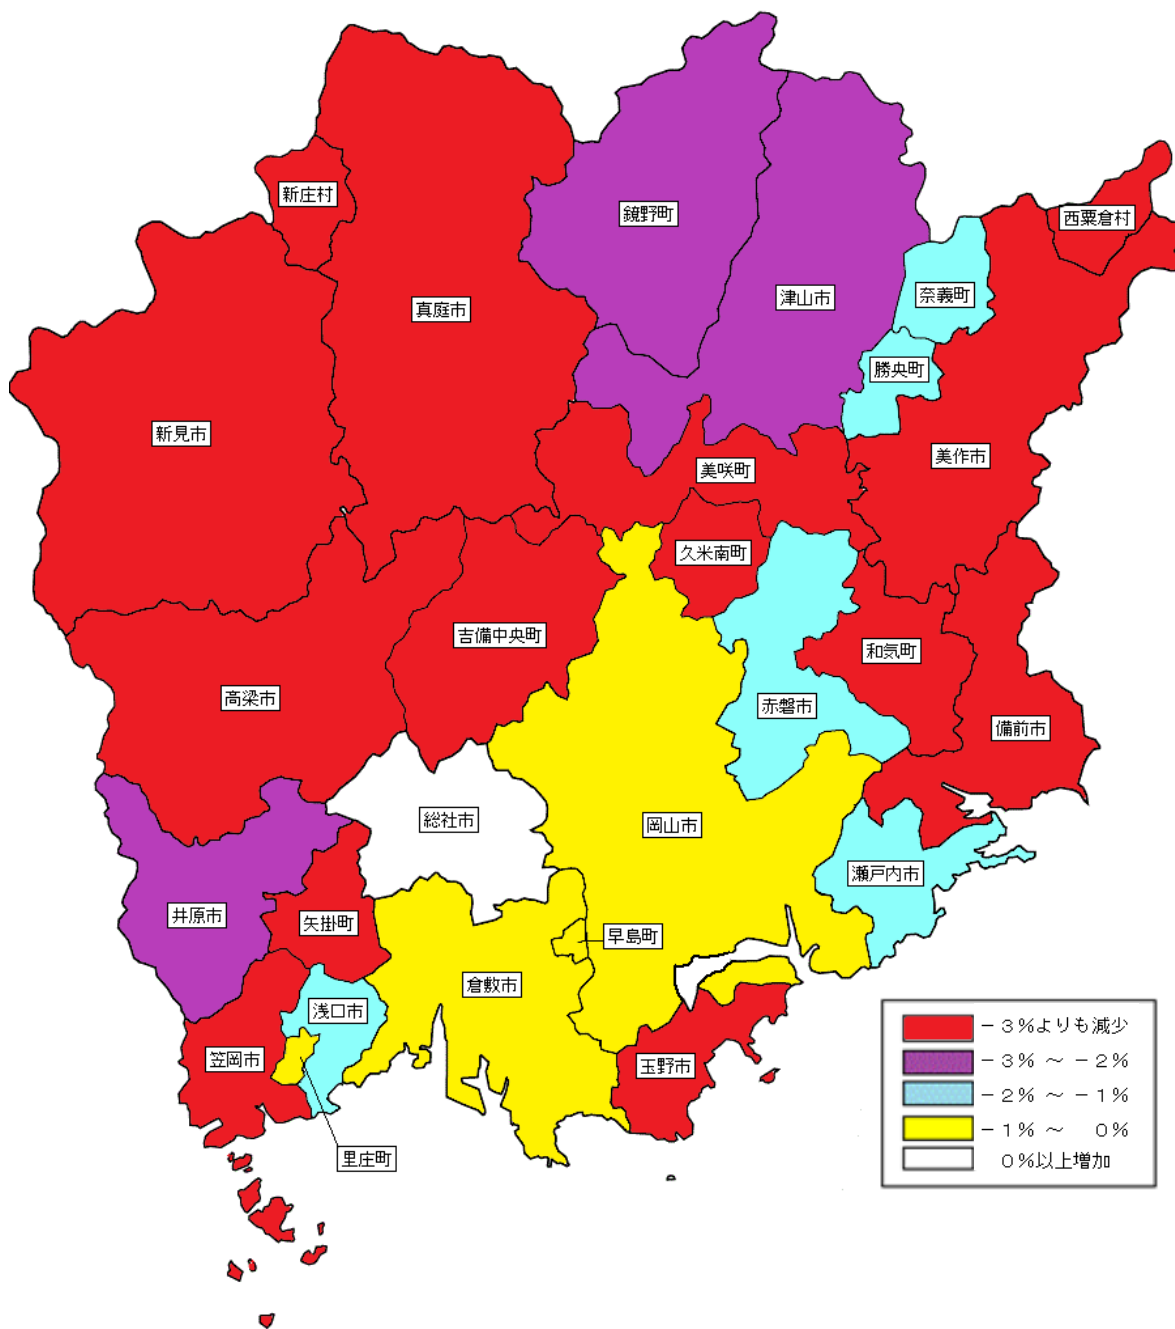 新庄村
西粟倉村
鏡野町
奈義町
津山市
真庭市
勝央町
新見市
美作市
美咲町
久米南町
吉備中央町
和気町
高梁市
赤磐市
備前市
総社市
岡山市
瀬戸内市
井原市
矢掛町
早島町
倉敷市
浅口市
笠岡市
玉野市
里庄町
－３％よりも減少
－３％ ～ －２％
－２％ ～ －１％
－１％ ～　０％
０％以上増加